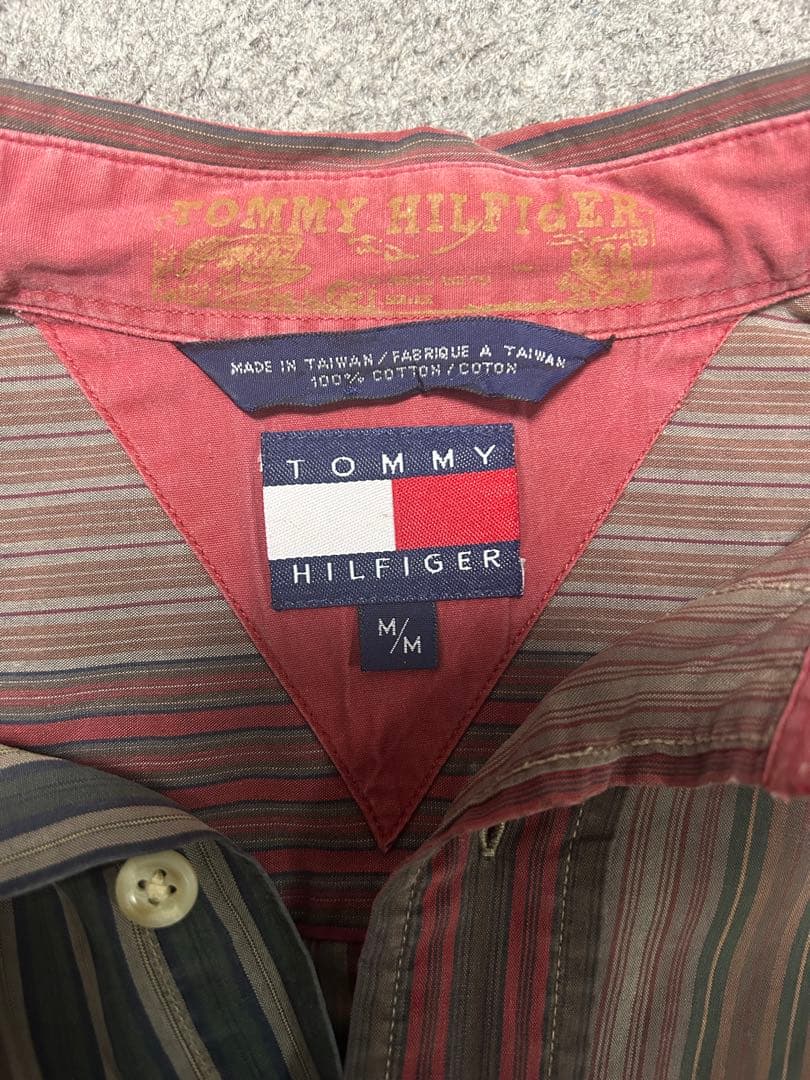 TOMMY HILFIGER
MADE IN TAIWAN / FABRIQUE A TAIWAN
100% COTTON / COTON
TOMMY
HILFIGER
M/M